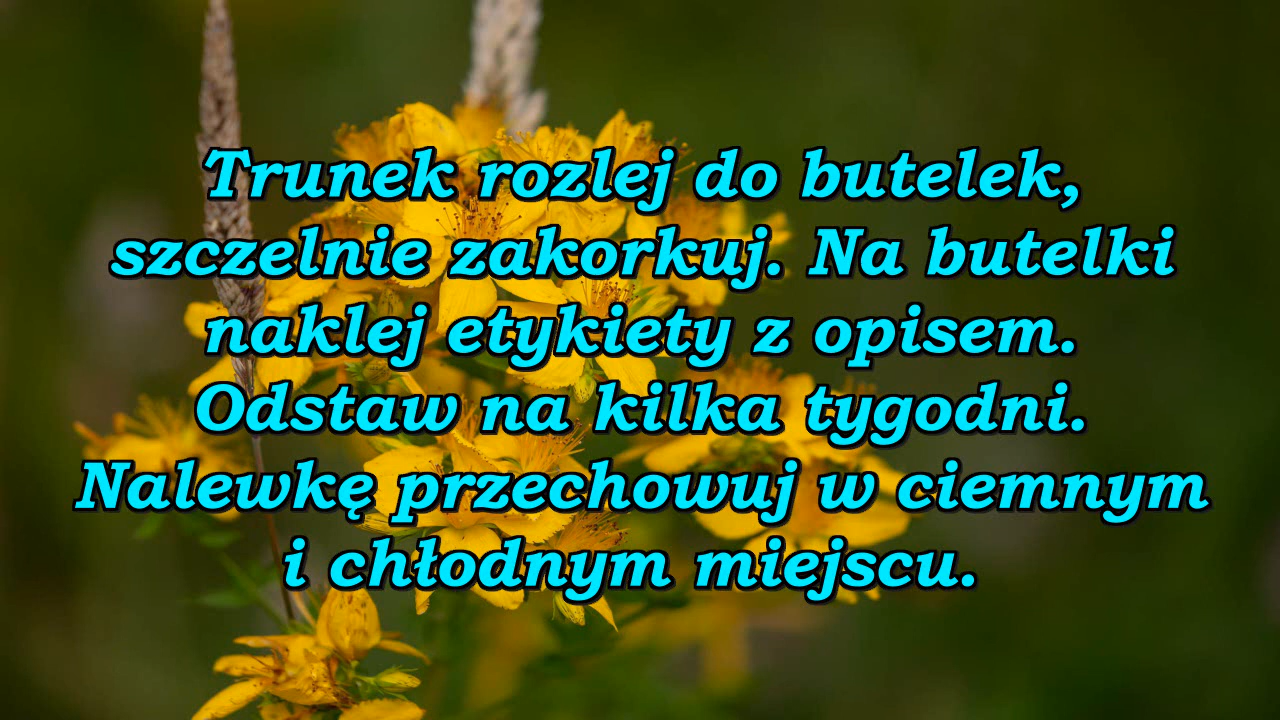 Trunek rozlej do butelek,
szczelnie zakorkuj. Na butelki
naklej etykiety z opisem.
Odstaw na kilka tygodni.
Nalewkę przechowuj w ciemnym
i chłodnym miejscu.